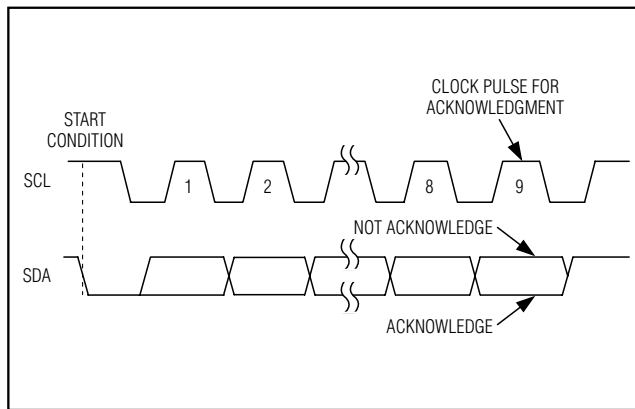 CLOCK PULSE FOR
ACKNOWLEDGMENT
START
CONDITION
SCL
1
2
8
9
NOT ACKNOWLEDGE
SDA
ACKNOWLEDGE